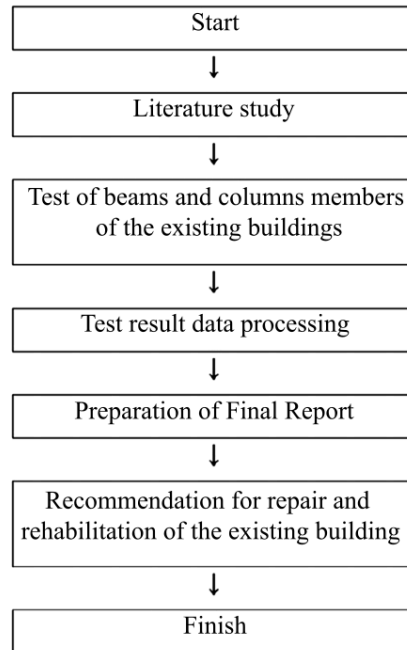 Start
Literature study
Test of beams and columns members
of the existing buildings
Test result data processing
Preparation of Final Report
Recommendation for repair and
rehabilitation of the existing building
Finish